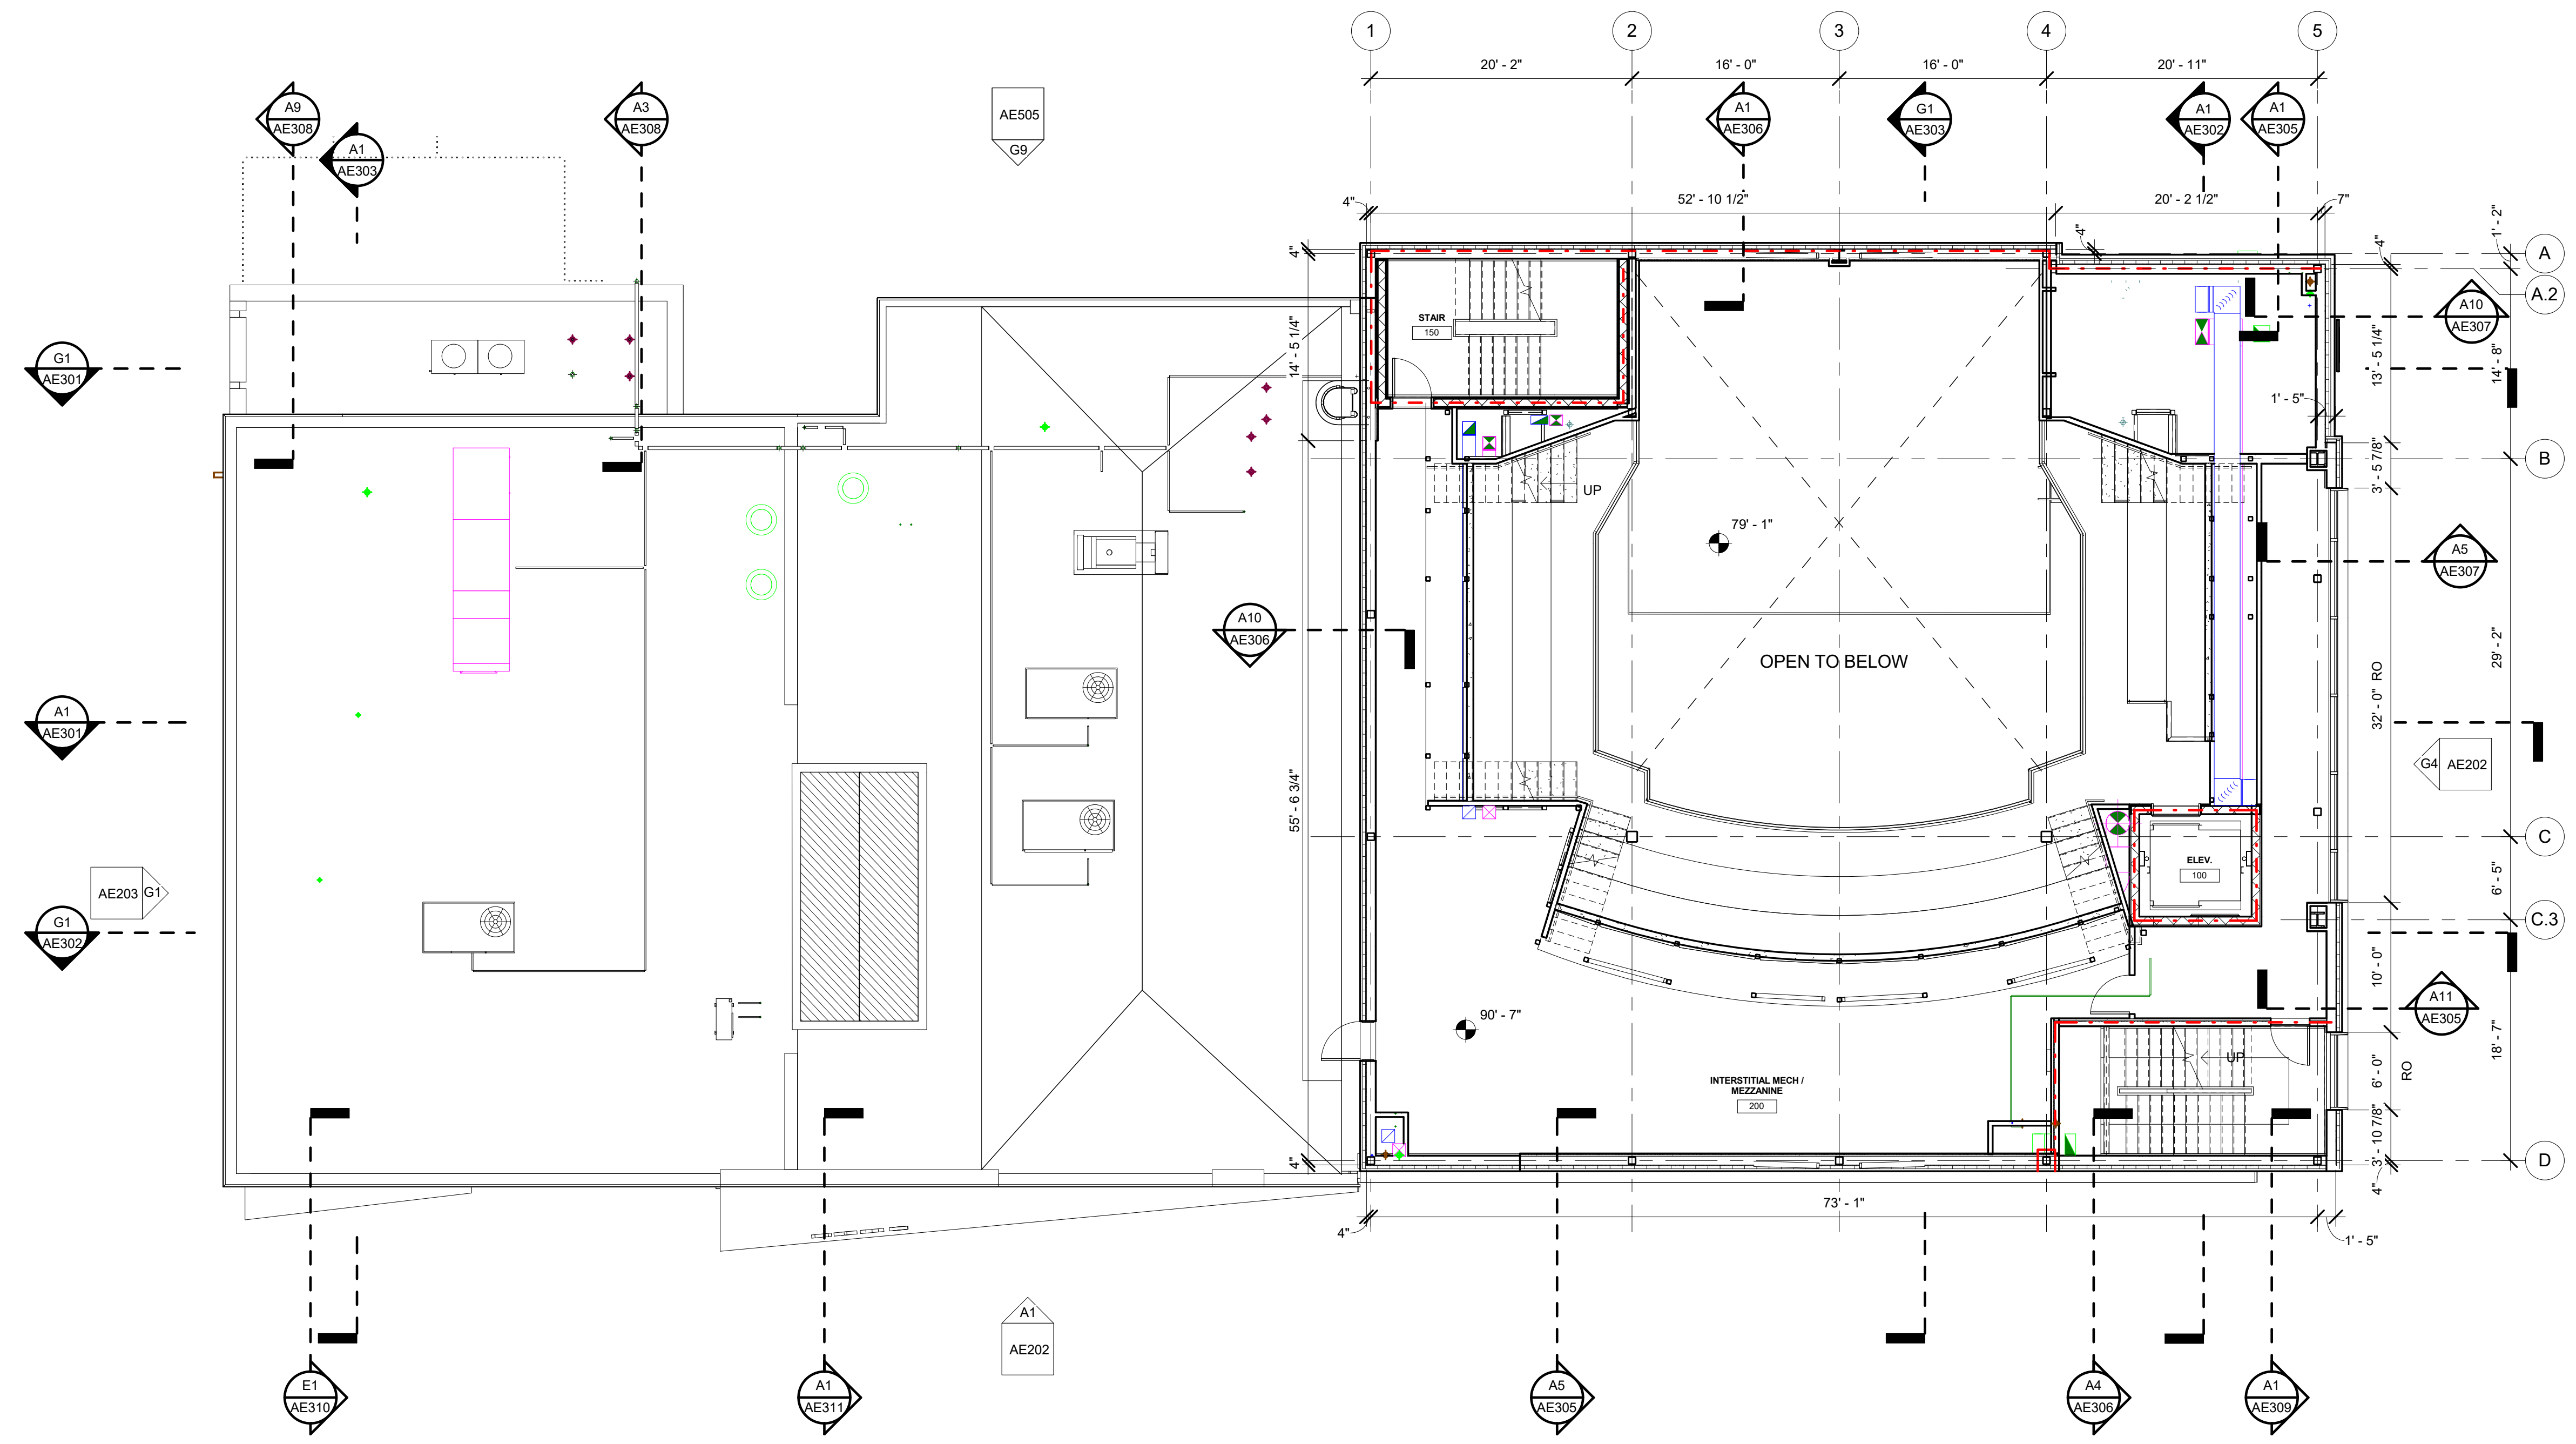 1
2
3
4
5
20' - 2"
16' - 0"
16' - 0"
20' - 11"
A9
AE308
A1
AE303
A3
AE308
AE505
G9
A1
AE306
G1
AE303
A1
AE302
A1
AE305
4"
52' - 10 1/2"
20' - 2 1/2"
7"
1' - 2"
4"
4"
4"
A
A.2
A10
AE307
STAIR
150
14' - 5 1/4"
13' - 5 1/4"
14' - 8"
G1
AE301
1' - 5"
B
3' - 5 7/8"
UP
79' - 1"
A5
AE307
A10
AE306
29' - 2"
OPEN TO BELOW
32' - 0" RO
A1
AE301
G4
AE202
55' - 6 3/4"
C
ELEV.
100
6' - 5"
AE203
G1
G1
AE302
C.3
10' - 0"
90' - 7"
A11
AE305
18' - 7"
UP
6' - 0"
RO
INTERSTITIAL MECH /
MEZZANINE
200
3' - 10 7/8"
4"
D
4"
73' - 1"
4"
1' - 5"
A1
AE202
E1
AE310
A1
AE311
A5
AE305
A4
AE306
A1
AE309